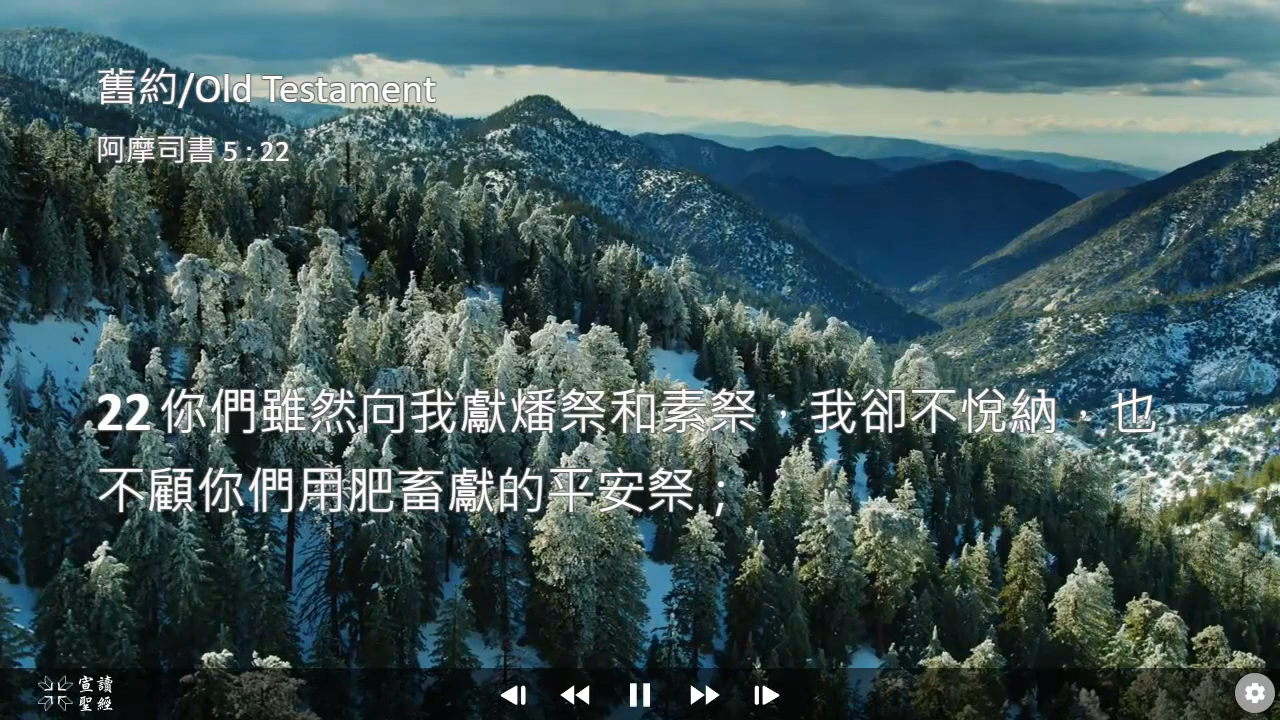 舊約/Old Testament
阿摩司書 5 : 22
22 你們雖然向我獻燔祭和素祭，我卻不悅納，也
不顧你們用肥畜獻的平安祭；
宣讀
聖經